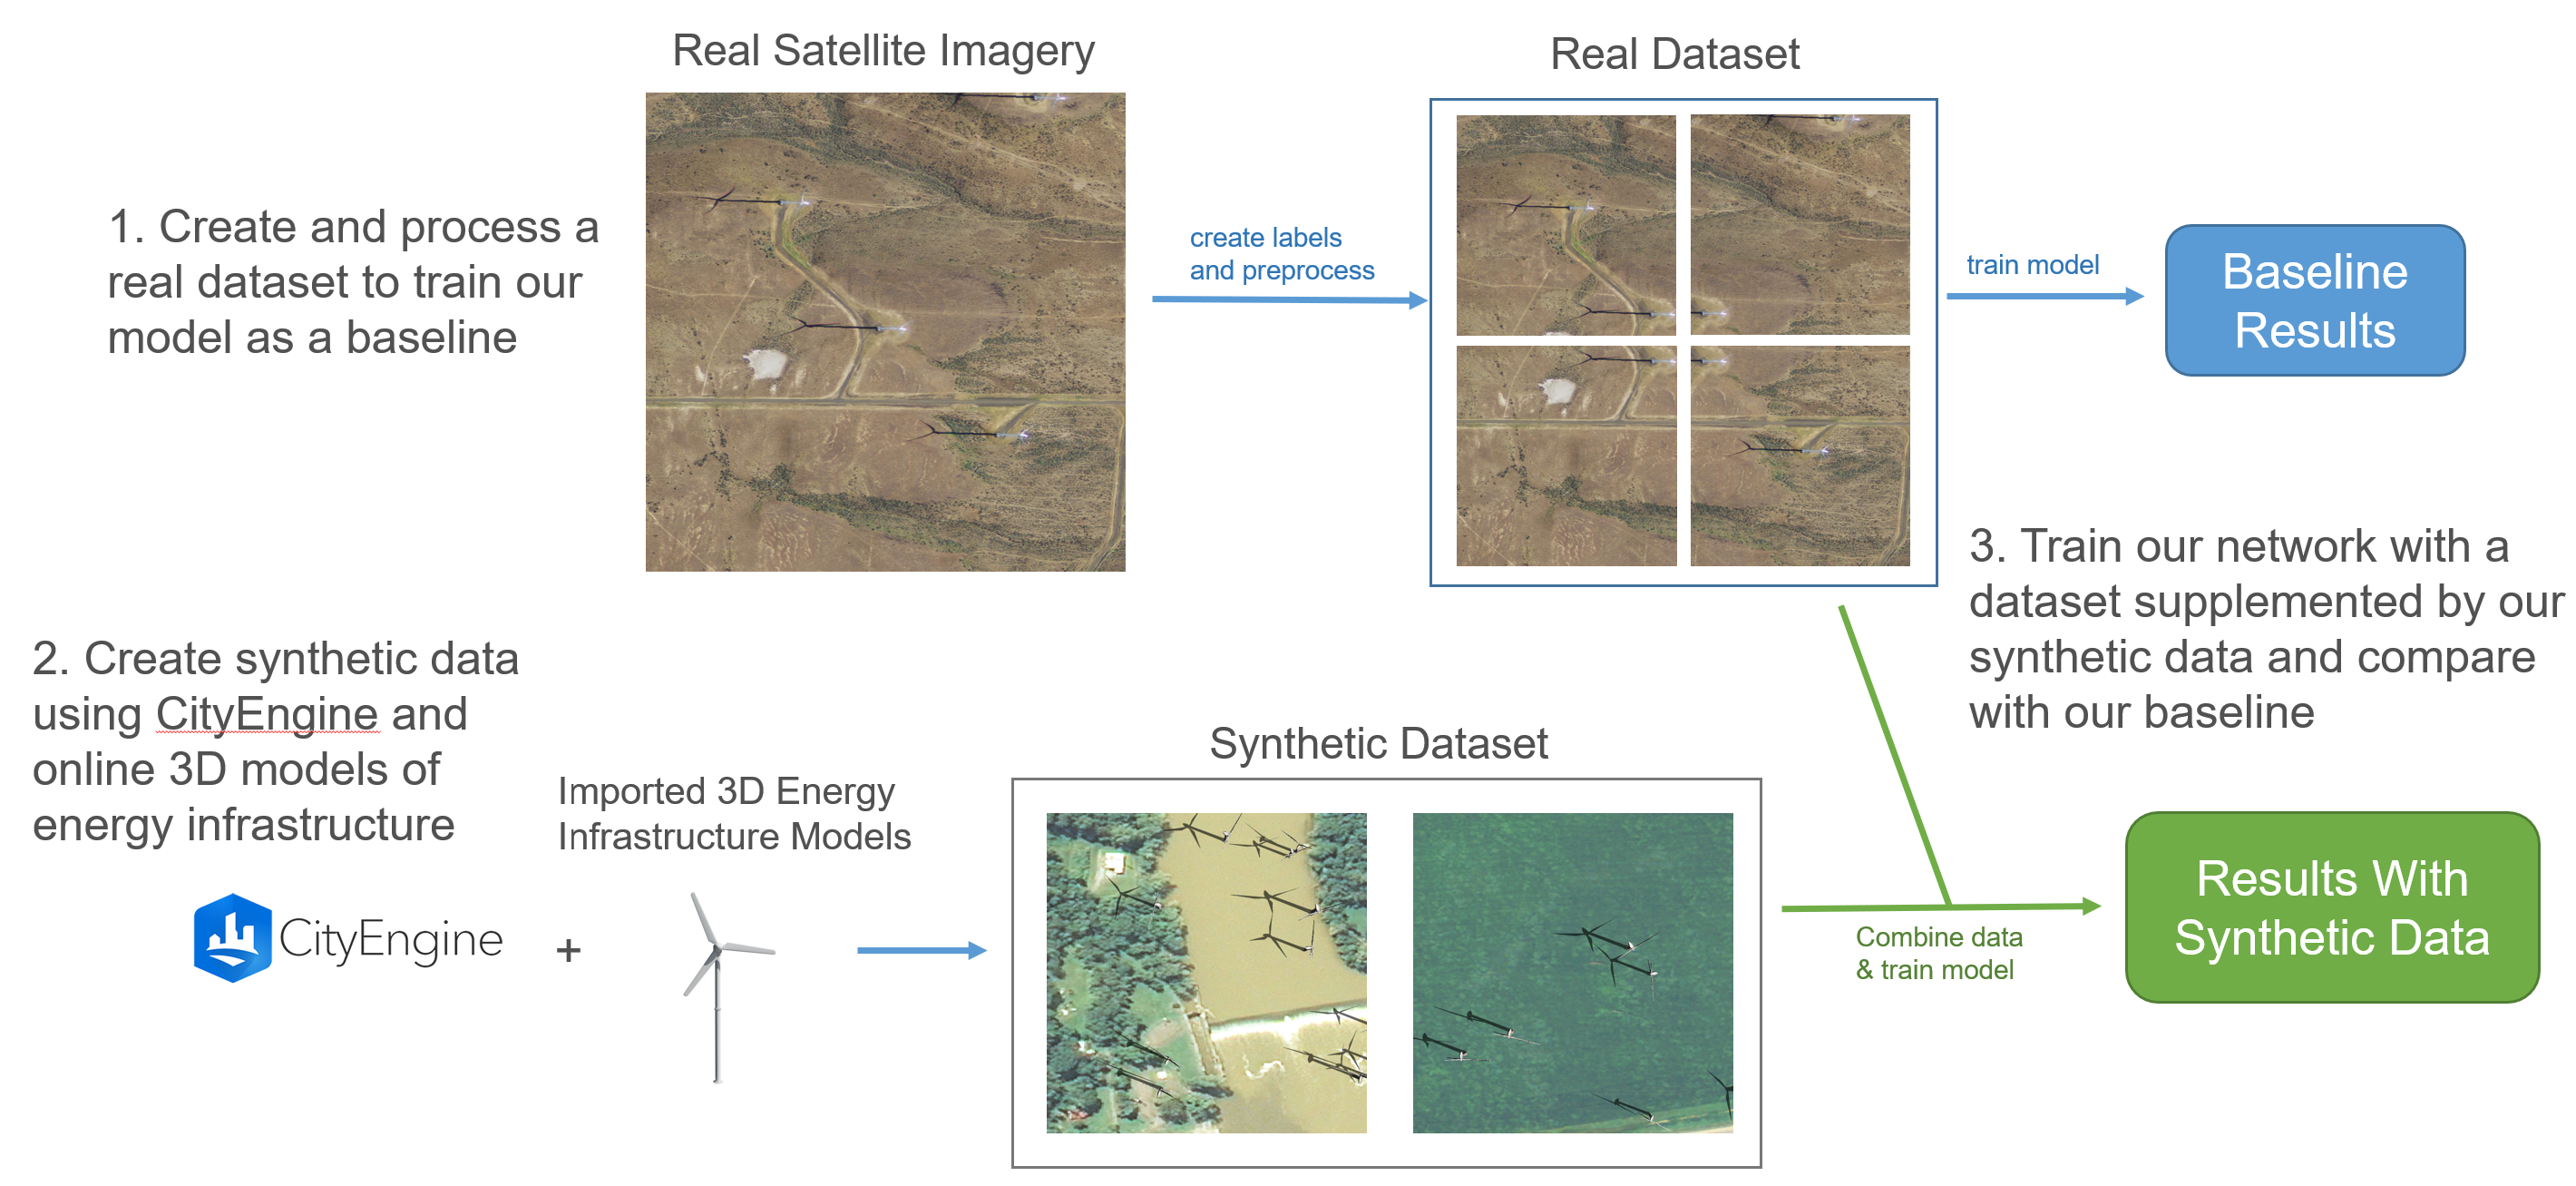 Real Satellite Imagery
Real Dataset
1. Create and process a
real dataset to train our
model as a baseline
create labels
and preprocess
train model
Baseline
Results
3. Train our network with a
dataset supplemented by our
synthetic data and compare
with our baseline
2. Create synthetic data
using CityEngine and
online 3D models of
energy infrastructure
Imported 3D Energy
Infrastructure Models
CityEngine
+
Synthetic Dataset
Combine data
& train model
Results With
Synthetic Data